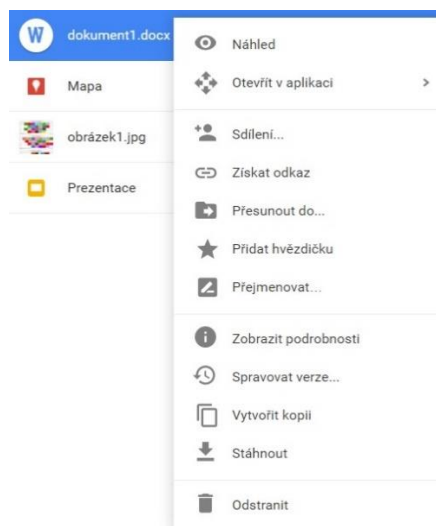 W dokument1.docx
Mapa
obrázek1.jpg
Prezentace
Náhled
Otevřít v aplikaci
Sdílení...
Získat odkaz
Přesunout do...
Přidat hvězdičku
Přejmenovat...
Zobrazit podrobnosti
Spravovat verze...
Vytvořit kopii
Stáhnout
Odstranit